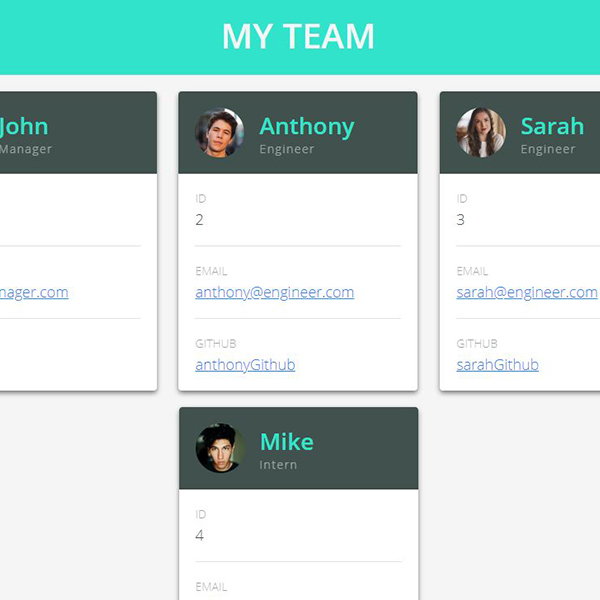 MY TEAM
John
Manager
nager.com
Anthony
Engineer
ID
2
EMAIL
anthony@engineer.com
GITHUB
anthonyGithub
Sarah
Engineer
ID
3
EMAIL
sarah@engineer.com
GITHUB
sarahGithub
Mike
Intern
ID
4
EMAIL